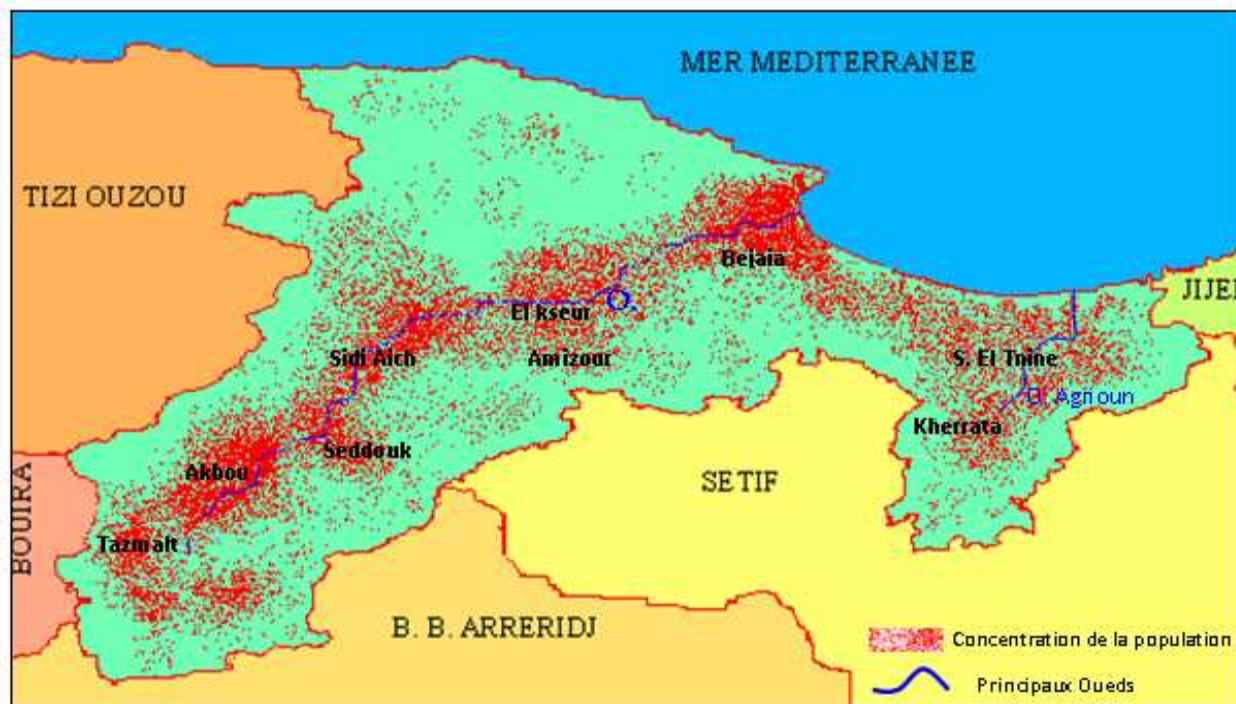 MER MEDITERRANEE
TIZI OUZOU
Bejaia
JIJEL
El kseur
O.
Sidi Aich
Amizour
S. El Tnine
O. Agrioun
Kherrata
Seddouk
Akbou
SETIF
BOUIRA
Tazmalt
B. B. ARRERIDJ
Concentration de la population
Principaux Oueds